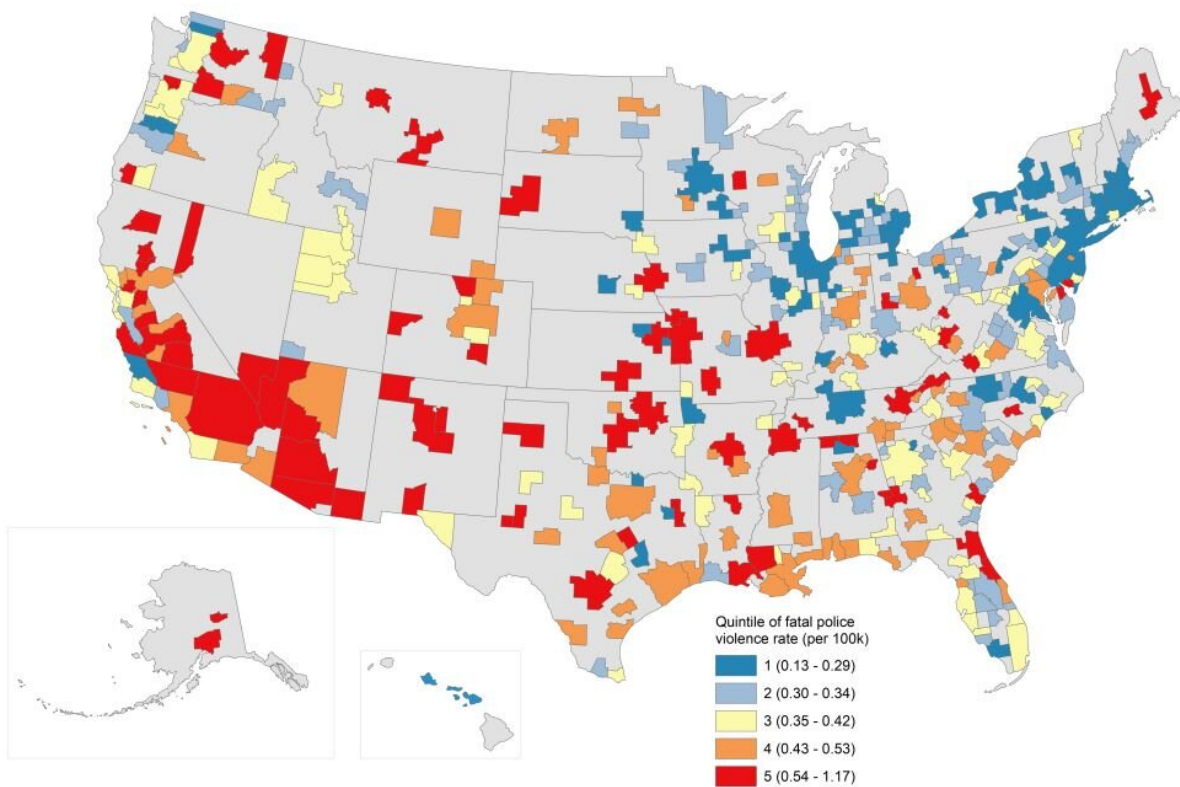 Quintile of fatal police
violence rate (per 100k)
1 (0.13 - 0.29)
2 (0.30 - 0.34)
3 (0.35 - 0.42)
4 (0.43 - 0.53)
5 (0.54 - 1.17)